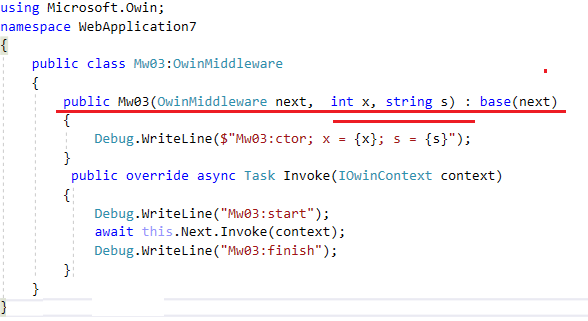 using Microsoft.Owin;
namespace WebApplication7
{
public class Mw03:OwinMiddleware
{
public Mw03(OwinMiddleware next,  int x, string s) : base(next)
{
Debug.WriteLine($"Mw03:ctor; x = {x}; s = {s}");
}
public override async Task Invoke(IOwinContext context)
{
Debug.WriteLine("Mw03:start");
await this.Next.Invoke(context);
Debug.WriteLine("Mw03:finish");
}
}
}